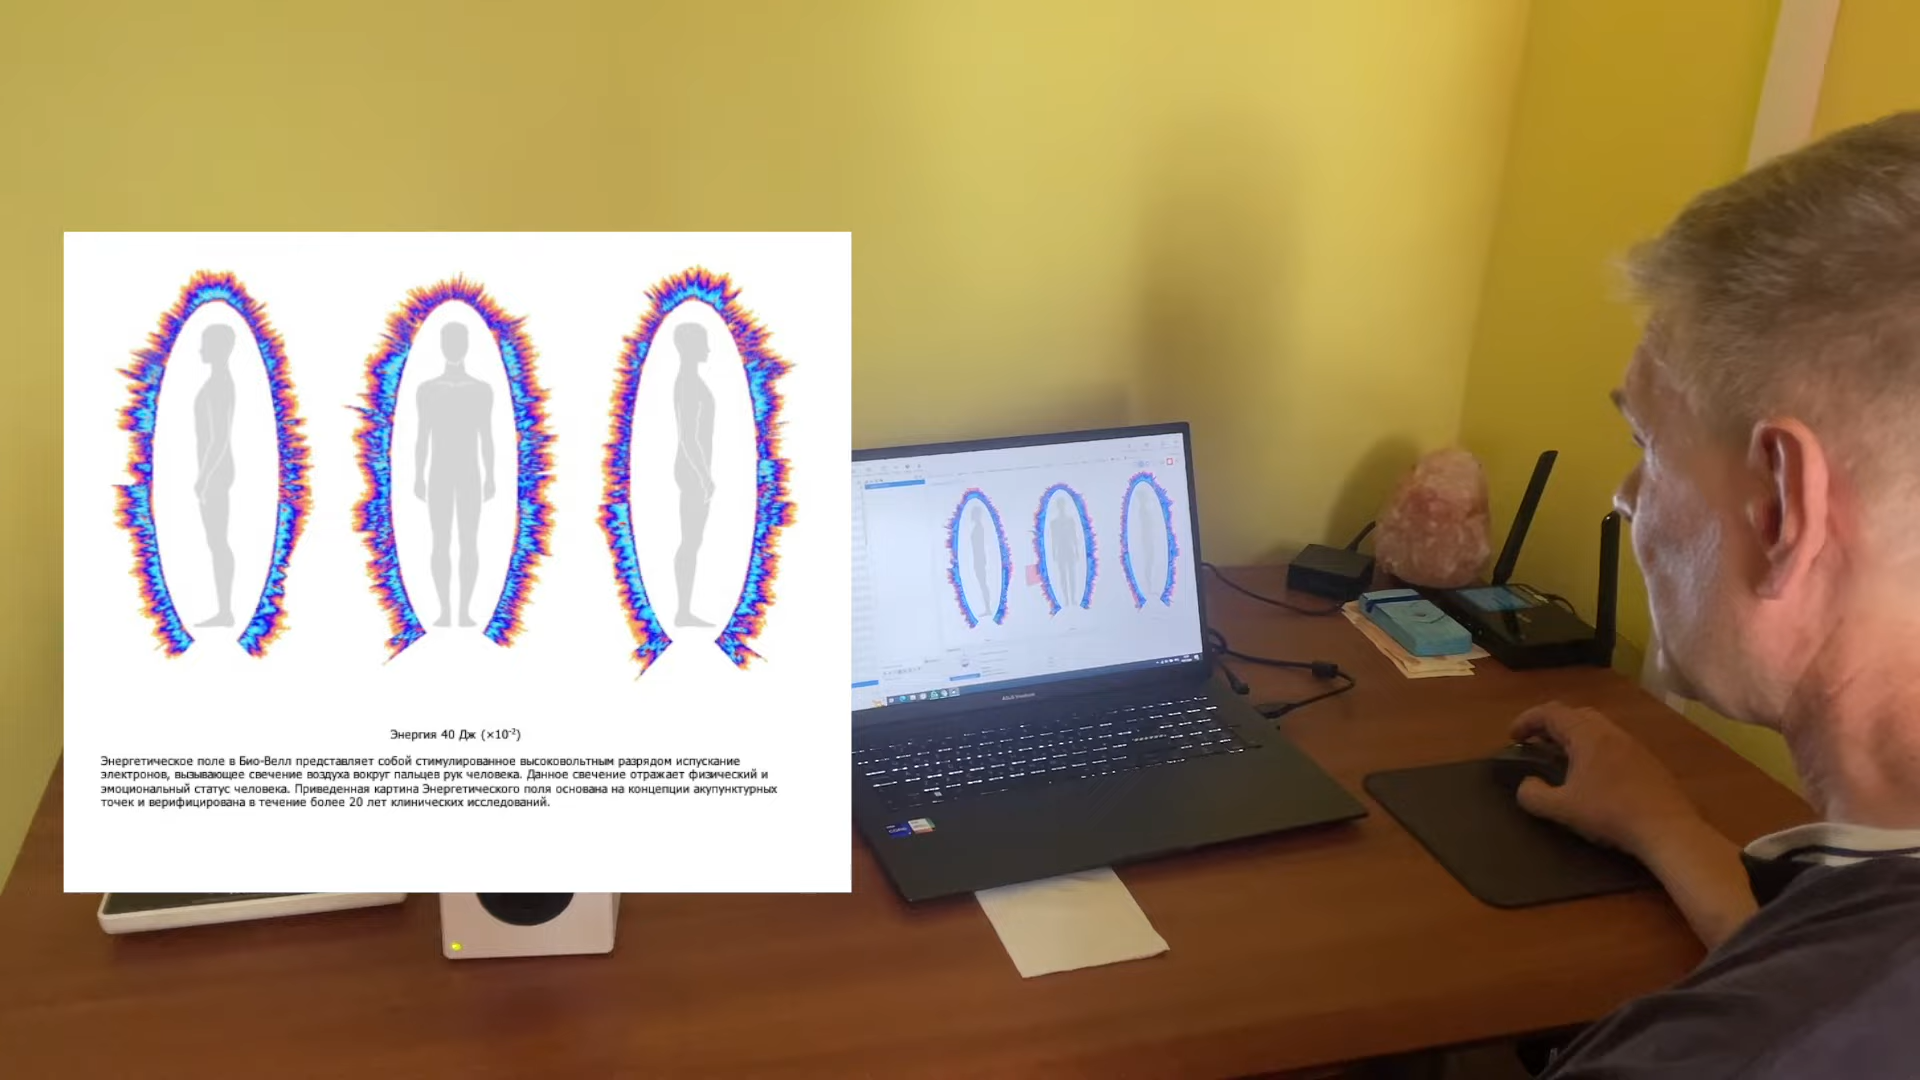 Энергия 40 Дж (×10⁻²)
Энергетическое поле в Био-Велл представляет собой стимулированное высоковольтным разрядом испускание
электронов, вызывающее свечение воздуха вокруг пальцев рук человека. Данное свечение отражает физический и
эмоциональный статус человека. Приведенная картина Энергетического поля основана на концепции акупунктурных
точек и верифицирована в течение более 20 лет клинических исследований.